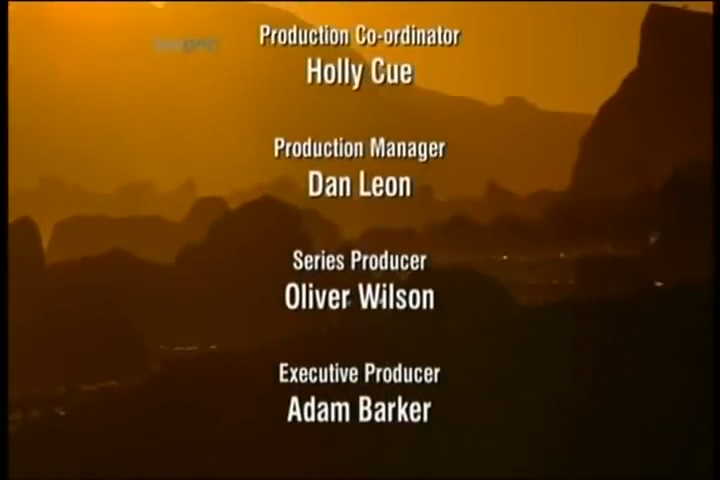 Production Co-ordinator
Holly Cue
Production Manager
Dan Leon
Series Producer
Oliver Wilson
Executive Producer
Adam Barker